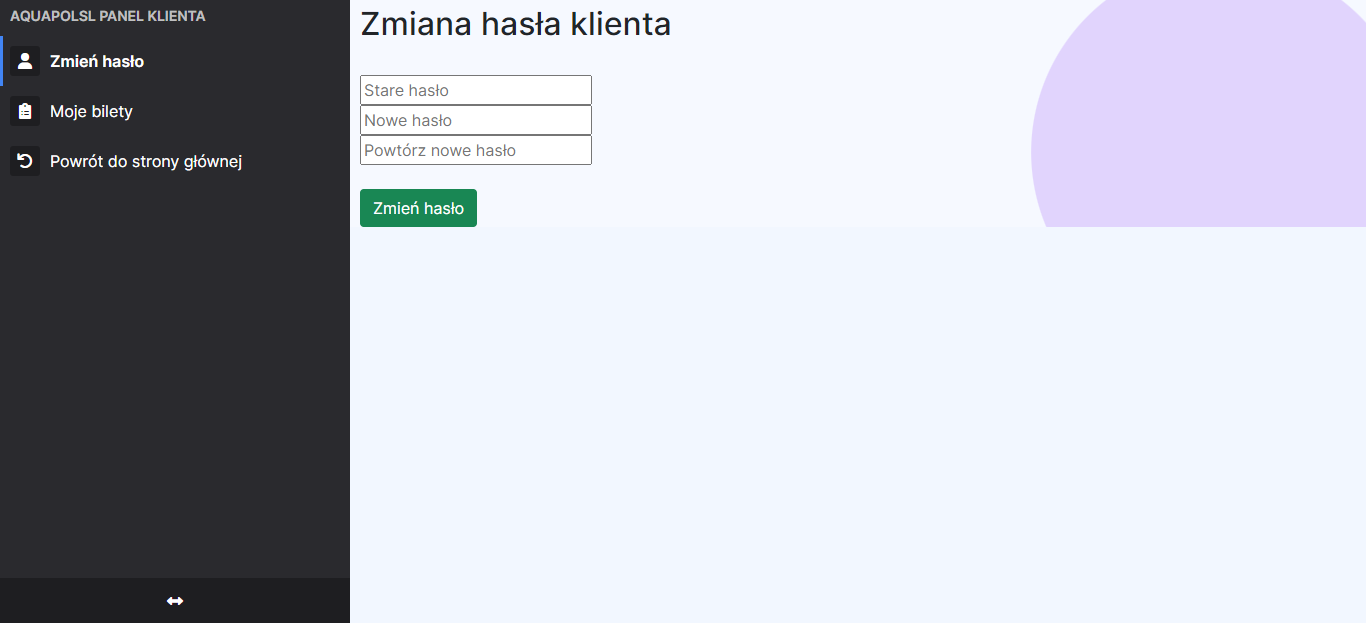 AQUAPOLSL PANEL KLIENTA
Zmień hasło
Moje bilety
Powrót do strony głównej
Zmiana hasła klienta
Stare hasło
Nowe hasło
Powtórz nowe hasło
Zmień hasło